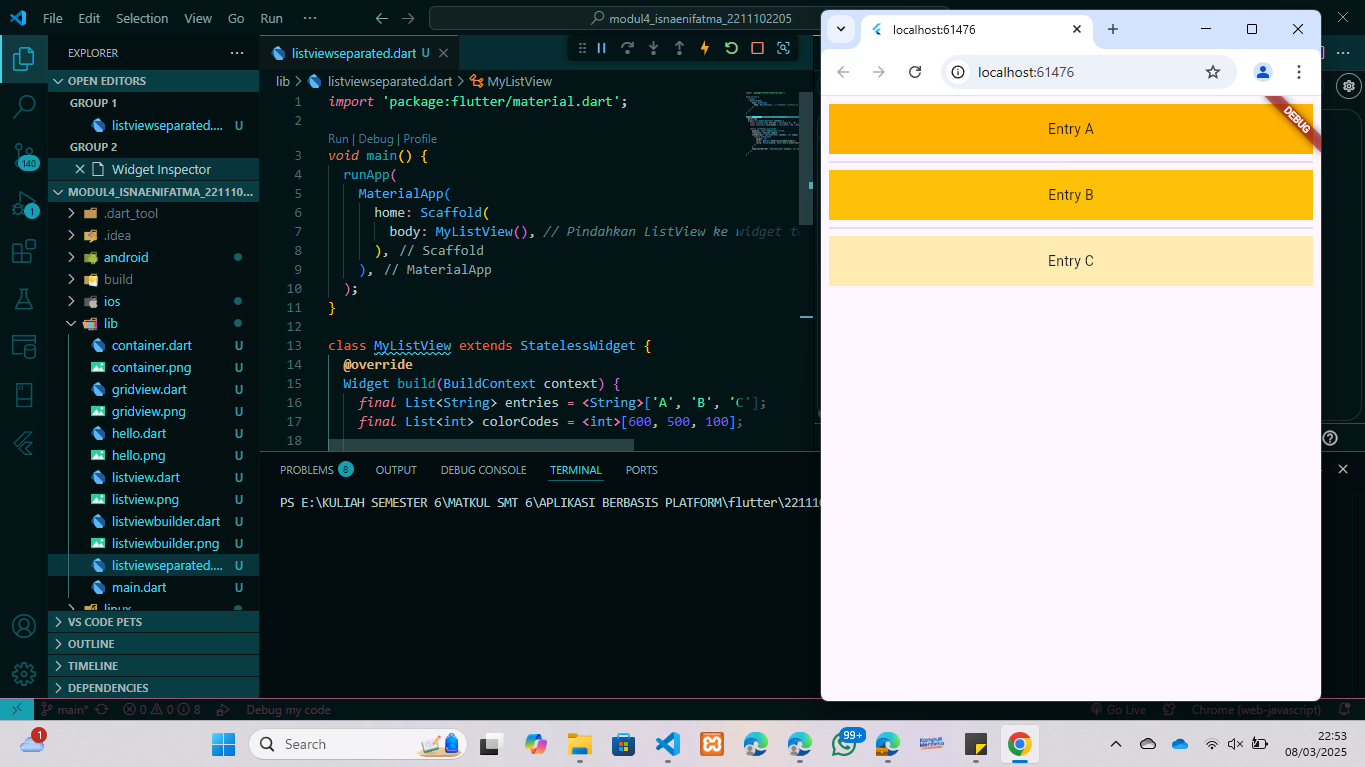 File Edit Selection View Go Run ···
modul4_isnaenifatma_2211102205
EXPLORER
OPEN EDITORS
GROUP 1
listviewseparated.... U
GROUP 2
Widget Inspector
MODUL4_ISNAENIFATMA_221110...
.dart_tool
.idea
android
build
ios
lib
container.dart U
container.png U
gridview.dart U
gridview.png U
hello.dart U
hello.png U
listview.dart U
listview.png U
listviewbuilder.dart U
listviewbuilder.png U
listviewseparated.... U
main.dart U
linux
VS CODE PETS
OUTLINE
TIMELINE
DEPENDENCIES
140
1
listviewseparated.dart U
lib > listviewseparated.dart > MyListView
1 import 'package:flutter/material.dart';
2
Run | Debug | Profile
3 void main() {
4 runApp(
5 MaterialApp(
6 home: Scaffold(
7 body: MyListView(), // Pindahkan ListView ke widget t
8 ), // Scaffold
9 ), // MaterialApp
10 );
11 }
12
13 class MyListView extends StatelessWidget {
14 @override
15 Widget build(BuildContext context) {
16 final List<String> entries = <String>['A', 'B', 'C'];
17 final List<int> colorCodes = <int>[600, 500, 100];
18
PROBLEMS 8 OUTPUT DEBUG CONSOLE TERMINAL PORTS
PS E:\KULIAH SEMESTER 6\MATKUL SMT 6\APLIKASI BERBASIS PLATFORM\flutter\22111
localhost:61476
localhost:61476
DEBUG
Entry A
Entry B
Entry C
main* 0 0 8 Debug my code
Go Live Chrome (web-javascript)
1
Search
99+
Kampus Merdeka
22:53
08/03/2025